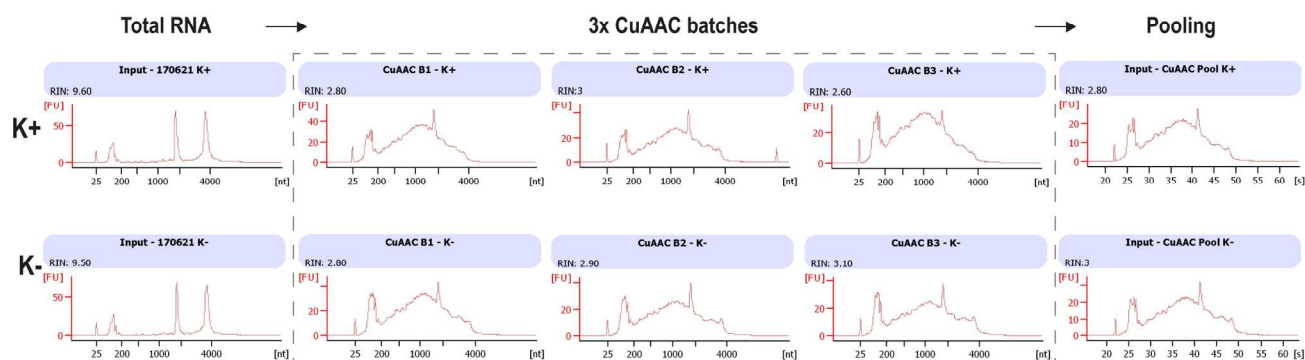 Total RNA 3x CuAAC batches Pooling
K+
Input - 170621 K+
RIN: 9.60
[FU]
50
0
25 200 1000 4000 [nt]
CuAAC B1 - K+
RIN: 2.80
[FU]
40
20
0
25 200 1000 4000 [nt]
CuAAC B2 - K+
RIN:3
[FU]
40
20
0
25 200 1000 4000 [nt]
CuAAC B3 - K+
RIN: 2.60
[FU]
40
20
0
25 200 1000 4000 [nt]
Input - CuAAC Pool K+
RIN: 2.80
[FU]
20
10
0
20 25 30 35 40 45 50 55 60 [s]
K-
Input - 170621 K-
RIN: 9.50
[FU]
50
0
25 200 1000 4000 [nt]
CuAAC B1 - K-
RIN: 2.80
[FU]
20
0
25 200 1000 4000 [nt]
CuAAC B2 - K-
RIN: 2.90
[FU]
20
0
25 200 1000 4000 [nt]
CuAAC B3 - K-
RIN: 3.10
[FU]
20
0
25 200 1000 4000 [nt]
Input - CuAAC Pool K-
RIN:3
[FU]
20
10
0
20 25 30 35 40 45 50 55 60 [s]